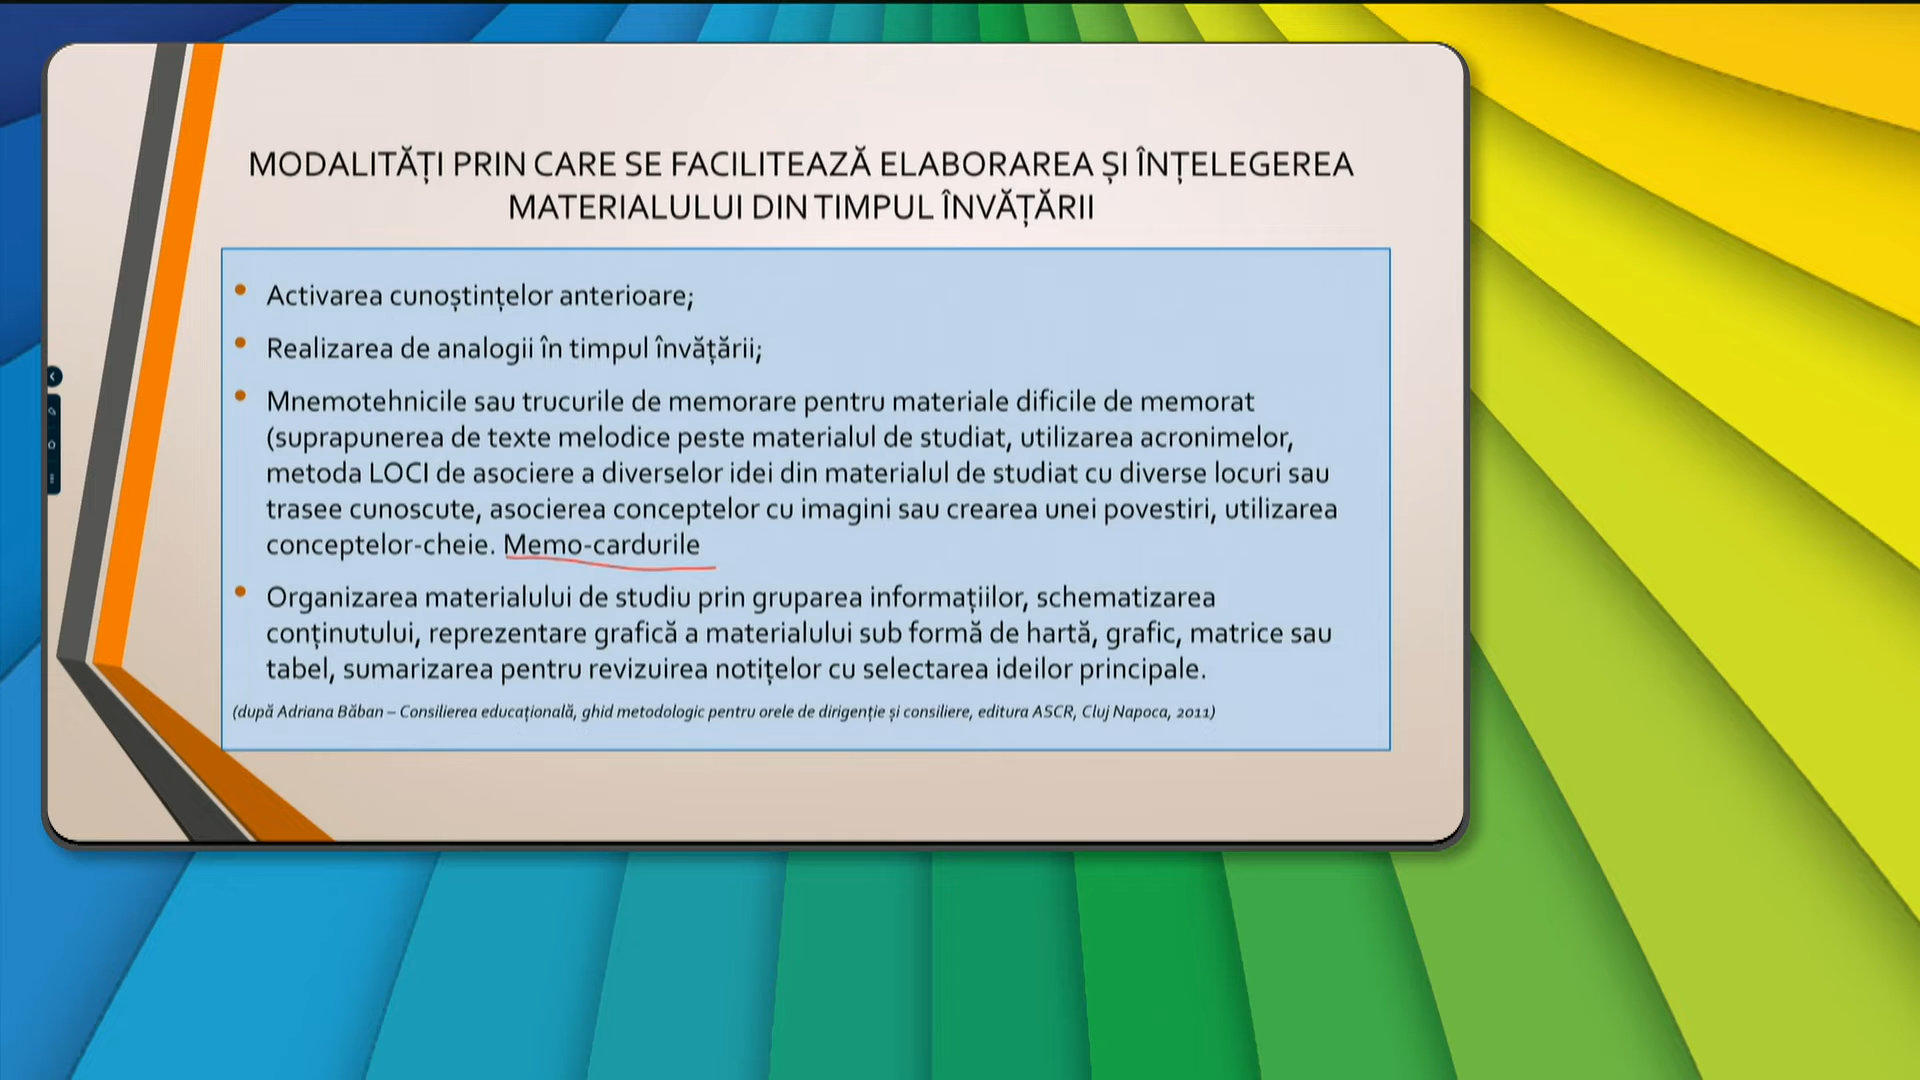 MODALITĂȚI PRIN CARE SE FACILITEAZĂ ELABORAREA ȘI ÎNȚELEGEREA
MATERIALULUI DIN TIMPUL ÎNVĂȚĂRII
• Activarea cunoștințelor anterioare;
• Realizarea de analogii în timpul învățării;
• Mnemotehnicile sau trucurile de memorare pentru materiale dificile de memorat
(suprapunerea de texte melodice peste materialul de studiat, utilizarea acronimelor,
metoda LOCI de asociere a diverselor idei din materialul de studiat cu diverse locuri sau
trasee cunoscute, asocierea conceptelor cu imagini sau crearea unei povestiri, utilizarea
conceptelor-cheie. Memo-cardurile
• Organizarea materialului de studiu prin gruparea informațiilor, schematizarea
conținutului, reprezentare grafică a materialului sub formă de hartă, grafic, matrice sau
tabel, sumarizarea pentru revizuirea notițelor cu selectarea ideilor principale.
(după Adriana Băban – Consilierea educațională, ghid metodologic pentru orele de dirigenție și consiliere, editura ASCR, Cluj Napoca, 2011)